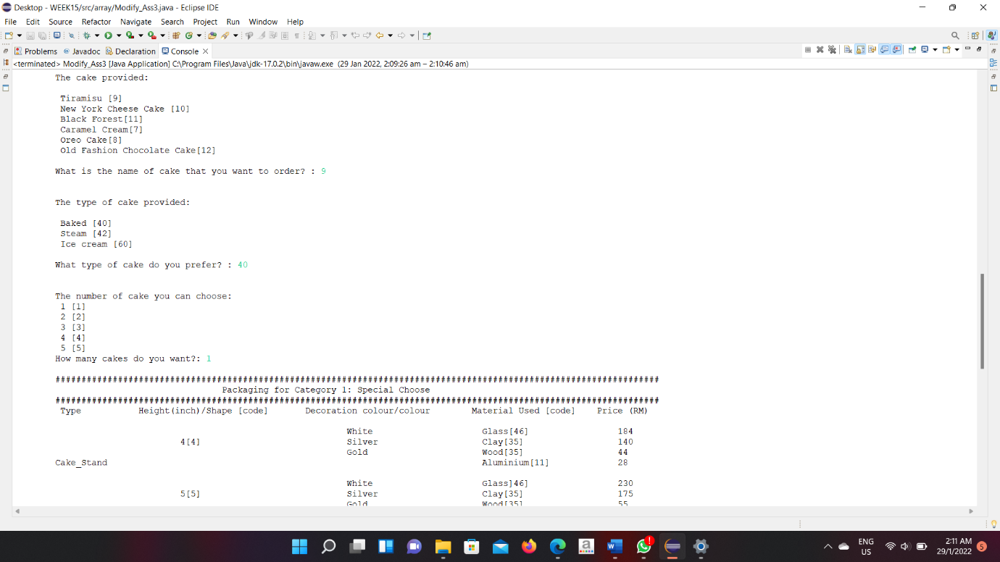 Desktop - WEEK15/src/array/Modify_Ass3.java - Eclipse IDE
File Edit Source Refactor Navigate Search Project Run Window Help
Problems Javadoc Declaration Console
<terminated> Modify_Ass3 [Java Application] C:\Program Files\Java\jdk-17.0.2\bin\javaw.exe (29 Jan 2022, 2:09:26 am – 2:10:46 am)
The cake provided:
Tiramisu [9]
New York Cheese Cake [10]
Black Forest[11]
Caramel Cream[7]
Oreo Cake[8]
Old Fashion Chocolate Cake[12]
What is the name of cake that you want to order? : 9
The type of cake provided:
Baked [40]
Steam [42]
Ice cream [60]
What type of cake do you prefer? : 40
The number of cake you can choose:
1 [1]
2 [2]
3 [3]
4 [4]
5 [5]
How many cakes do you want?: 1
####################################################################################################################
Packaging for Category 1: Special Choose
####################################################################################################################
Type Height(inch)/Shape [code] Decoration colour/colour Material Used [code] Price (RM)
White Glass[46] 184
4[4] Silver Clay[35] 140
Gold Wood[35] 44
Cake_Stand Aluminium[11] 28
White Glass]46] 230
5[5] Silver Clay[35] 175
Gold Wood[35] 55
ENG
US
2:11 AM
29/1/2022
5